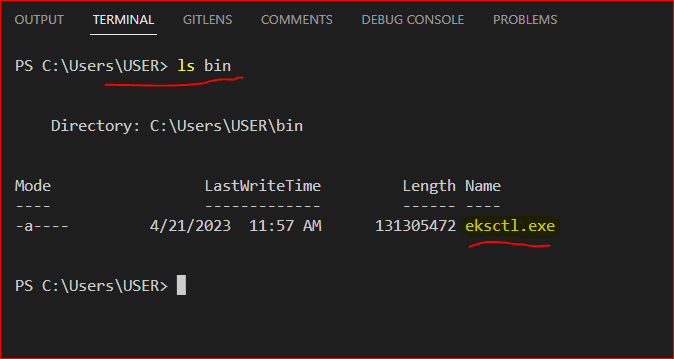 OUTPUT TERMINAL GITLENS COMMENTS DEBUG CONSOLE PROBLEMS
PS C:\Users\USER> ls bin
Directory: C:\Users\USER\bin
Mode LastWriteTime Length Name
---- ------------- ------ ----
-a---- 4/21/2023 11:57 AM 131305472 eksctl.exe
PS C:\Users\USER>